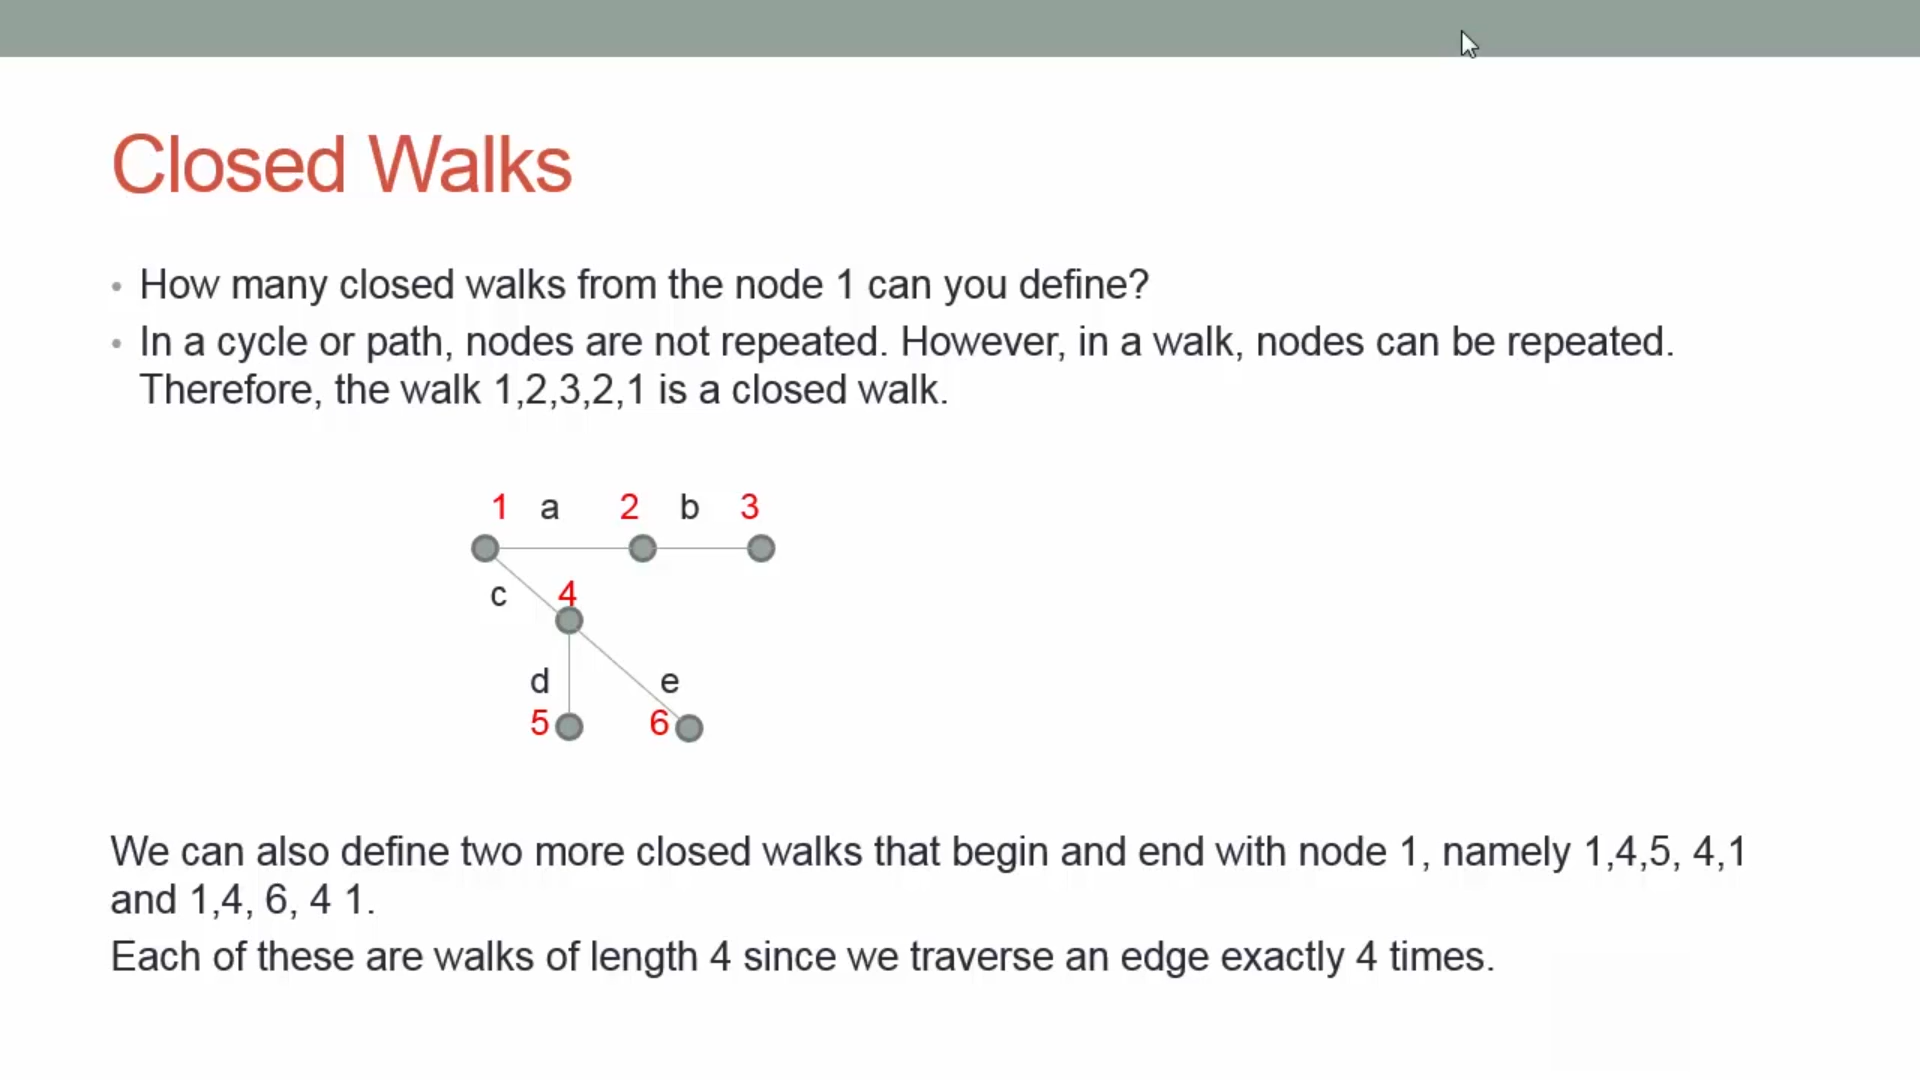 Closed Walks
• How many closed walks from the node 1 can you define?
• In a cycle or path, nodes are not repeated. However, in a walk, nodes can be repeated.
Therefore, the walk 1,2,3,2,1 is a closed walk.
1 a 2 b 3
c 4
d e
5 6
We can also define two more closed walks that begin and end with node 1, namely 1,4,5, 4,1
and 1,4, 6, 4 1.
Each of these are walks of length 4 since we traverse an edge exactly 4 times.